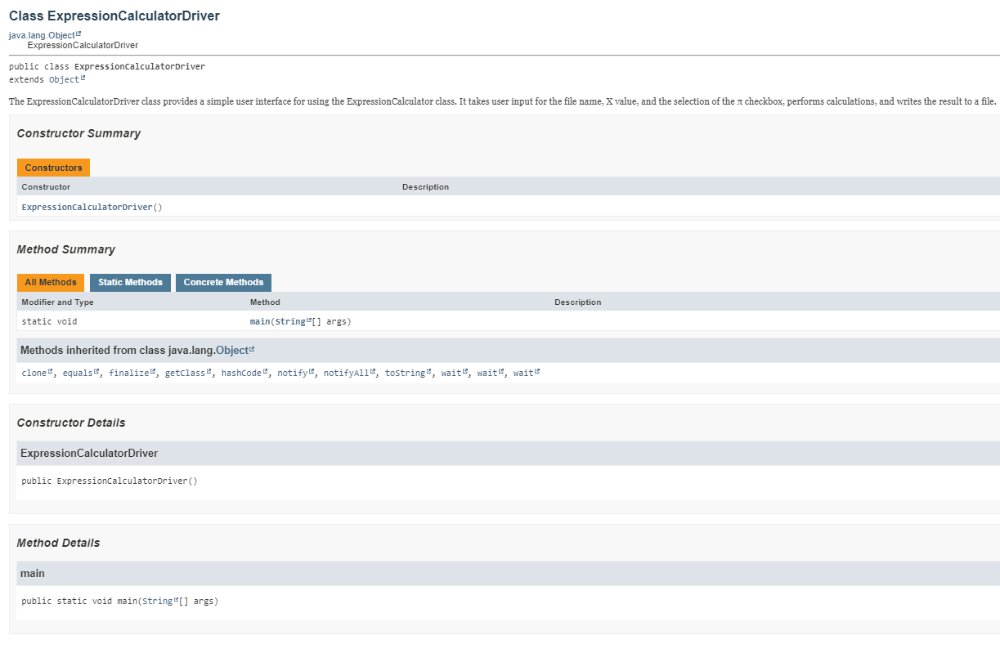 Class ExpressionCalculatorDriver
java.lang.Object
ExpressionCalculatorDriver
public class ExpressionCalculatorDriver
extends Object
The ExpressionCalculatorDriver class provides a simple user interface for using the ExpressionCalculator class. It takes user input for the file name, X value, and the selection of the π checkbox, performs calculations, and writes the result to a file.
Constructor Summary
Constructors
Constructor Description
ExpressionCalculatorDriver()
Method Summary
All Methods Static Methods Concrete Methods
Modifier and Type Method Description
static void main(String[] args)
Methods inherited from class java.lang.Object
clone, equals, finalize, getClass, hashCode, notify, notifyAll, toString, wait, wait, wait
Constructor Details
ExpressionCalculatorDriver
public ExpressionCalculatorDriver()
Method Details
main
public static void main(String[] args)